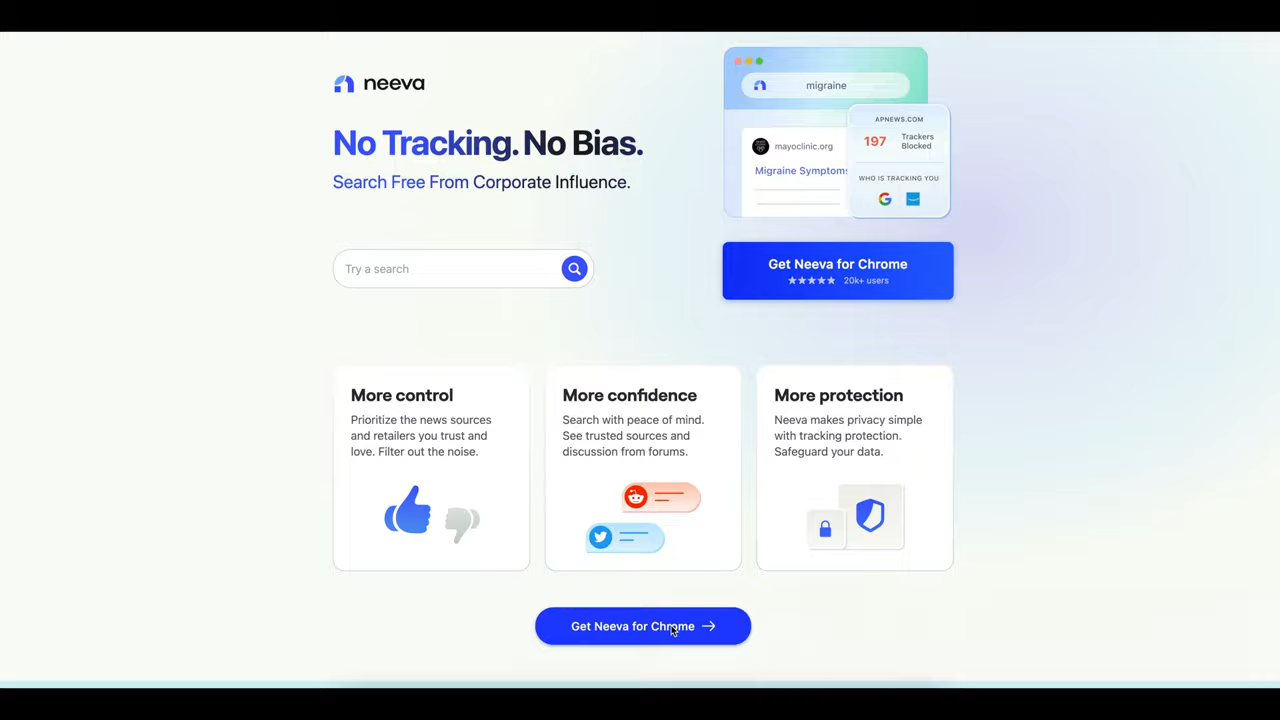 neeva
No Tracking. No Bias.
Search Free From Corporate Influence.
Try a search
migraine
mayoclinic.org
Migraine Symptoms
APNEWS.COM
197
Trackers
Blocked
WHO IS TRACKING YOU
Get Neeva for Chrome
★★★★★ 20k+ users
More control
Prioritize the news sources
and retailers you trust and
love. Filter out the noise.
More confidence
Search with peace of mind.
See trusted sources and
discussion from forums.
More protection
Neeva makes privacy simple
with tracking protection.
Safeguard your data.
Get Neeva for Chrome →